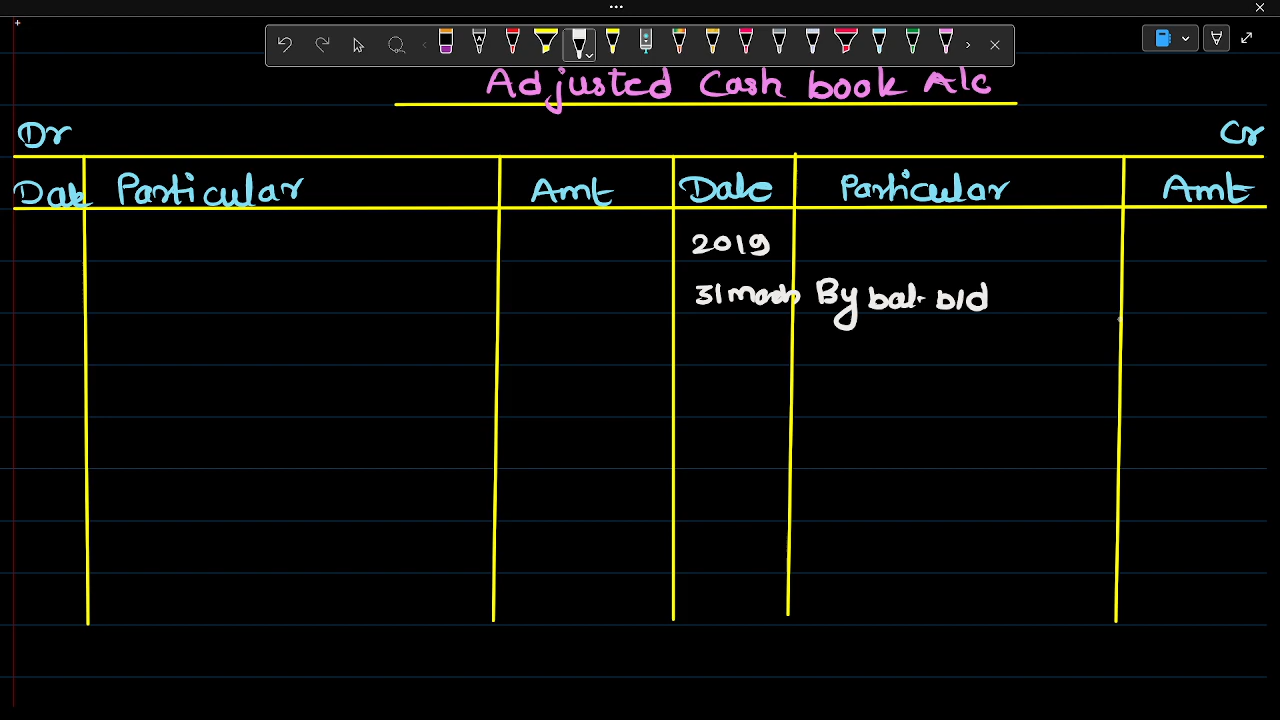 Adjusted Cash book A/c
Dr Cr
Date Particular Amt Date Particular Amt
2019
31 March By bal. b/d